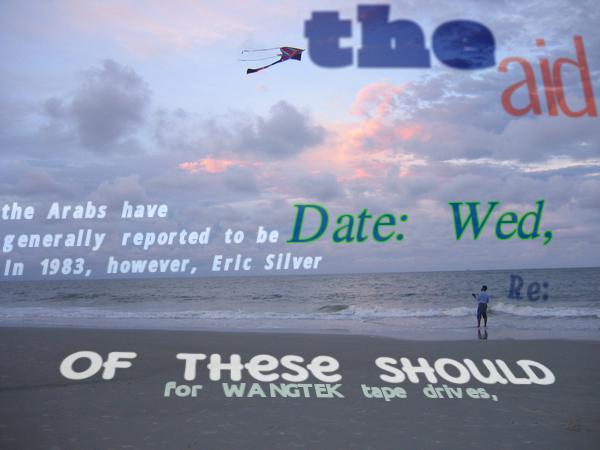 the
aid
the Arabs have
generally reported to be
in 1983, however, Eric Silver
Date: Wed,
Re:
OF THESE SHOULD
for WANGTEK tape drives,